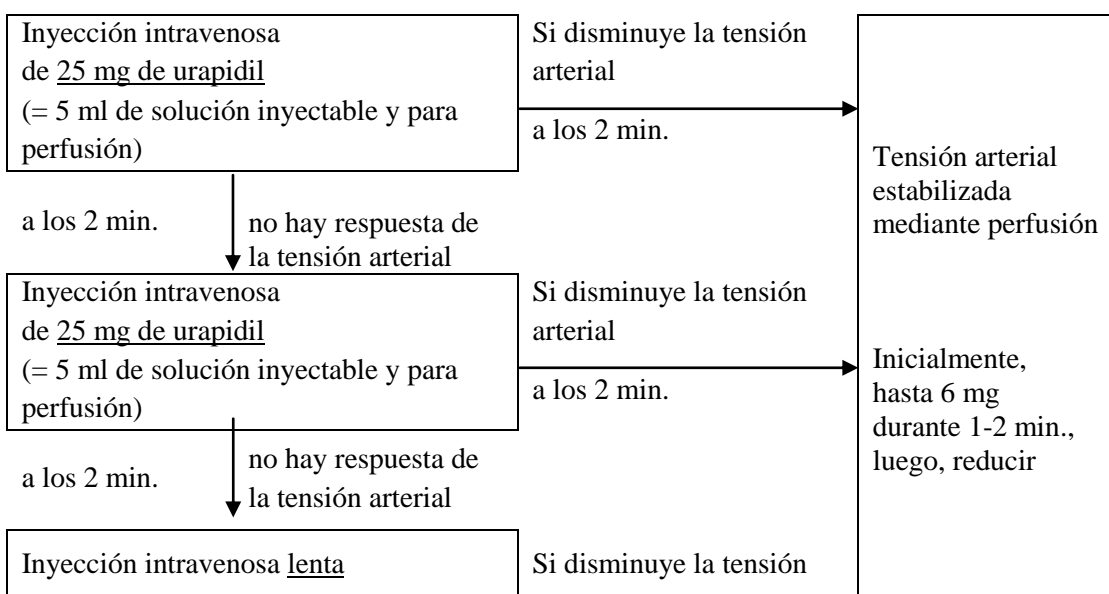 Inyección intravenosa
de 25 mg de urapidil
(= 5 ml de solución inyectable y para
perfusión)
Si disminuye la tensión
arterial
a los 2 min.
a los 2 min.
no hay respuesta de
la tensión arterial
Inyección intravenosa
de 25 mg de urapidil
(= 5 ml de solución inyectable y para
perfusión)
Si disminuye la tensión
arterial
a los 2 min.
a los 2 min.
no hay respuesta de
la tensión arterial
Inyección intravenosa lenta
Si disminuye la tensión
Tensión arterial
estabilizada
mediante perfusión
Inicialmente,
hasta 6 mg
durante 1-2 min.,
luego, reducir